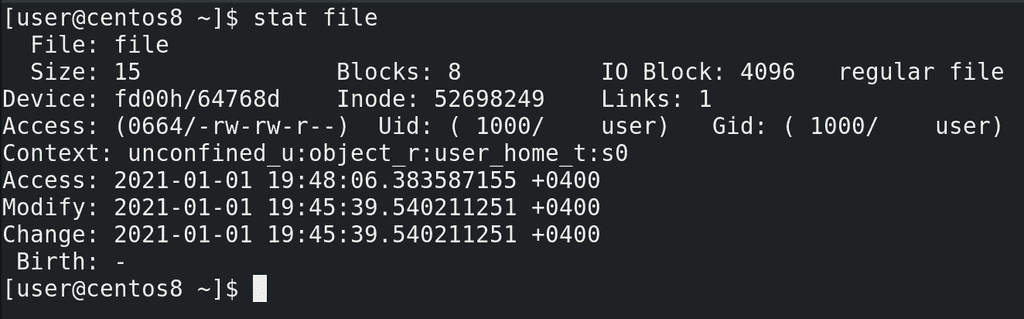 [user@centos8 ~]$ stat file
  File: file
  Size: 15              Blocks: 8          IO Block: 4096   regular file
Device: fd00h/64768d    Inode: 52698249    Links: 1
Access: (0664/-rw-rw-r--)  Uid: ( 1000/    user)   Gid: ( 1000/    user)
Context: unconfined_u:object_r:user_home_t:s0
Access: 2021-01-01 19:48:06.383587155 +0400
Modify: 2021-01-01 19:45:39.540211251 +0400
Change: 2021-01-01 19:45:39.540211251 +0400
 Birth: -
[user@centos8 ~]$